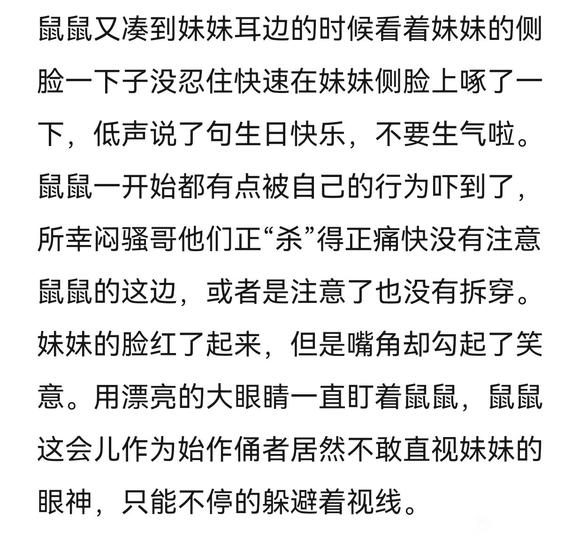 鼠鼠又凑到妹妹耳边的时候看着妹妹的侧
脸一下子没忍住快速在妹妹侧脸上啄了一
下，低声说了句生日快乐，不要生气啦。
鼠鼠一开始都有点被自己的行为吓到了，
所幸闷骚哥他们正“杀”得正痛快没有注意
鼠鼠的这边，或者是注意了也没有拆穿。
妹妹的脸红了起来，但是嘴角却勾起了笑
意。用漂亮的大眼睛一直盯着鼠鼠，鼠鼠
这会儿作为始作俑者居然不敢直视妹妹的
眼神，只能不停的躲避着视线。